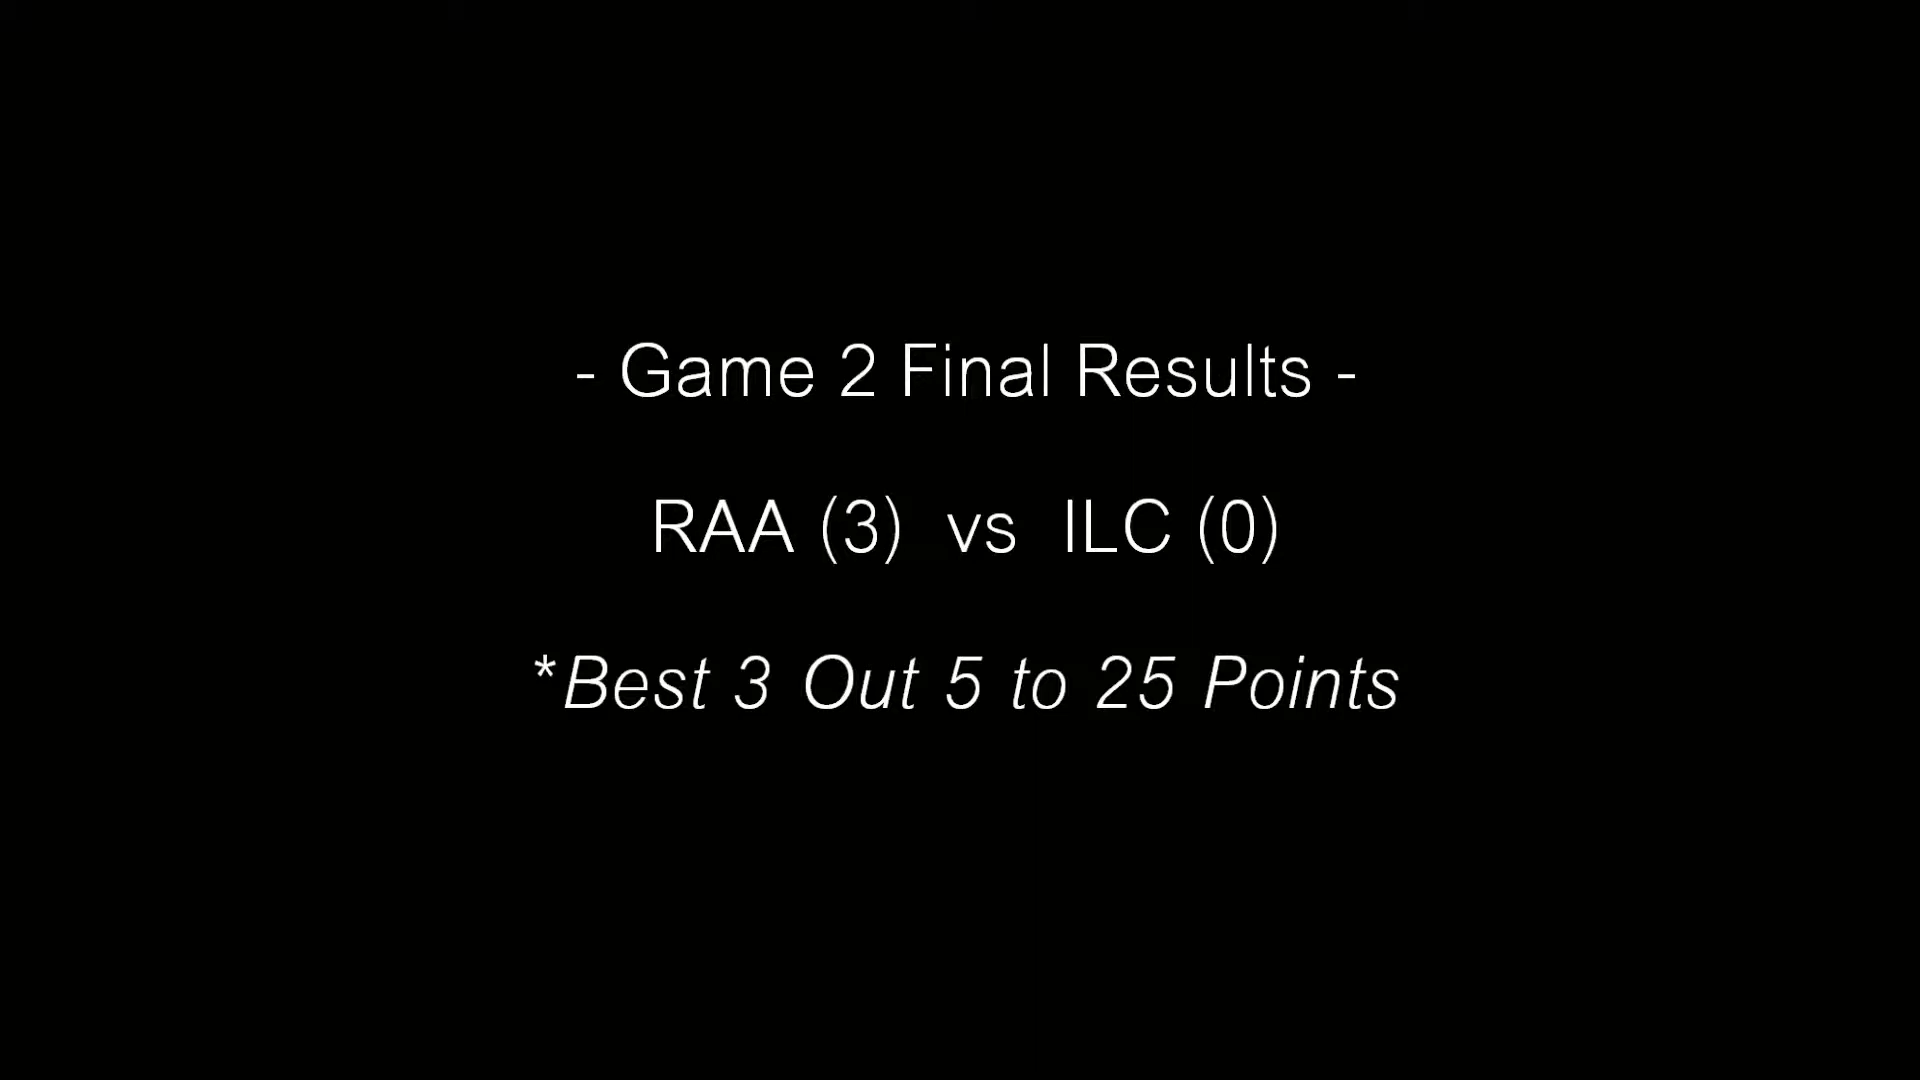 - Game 2 Final Results -
RAA (3) vs ILC (0)
*Best 3 Out 5 to 25 Points